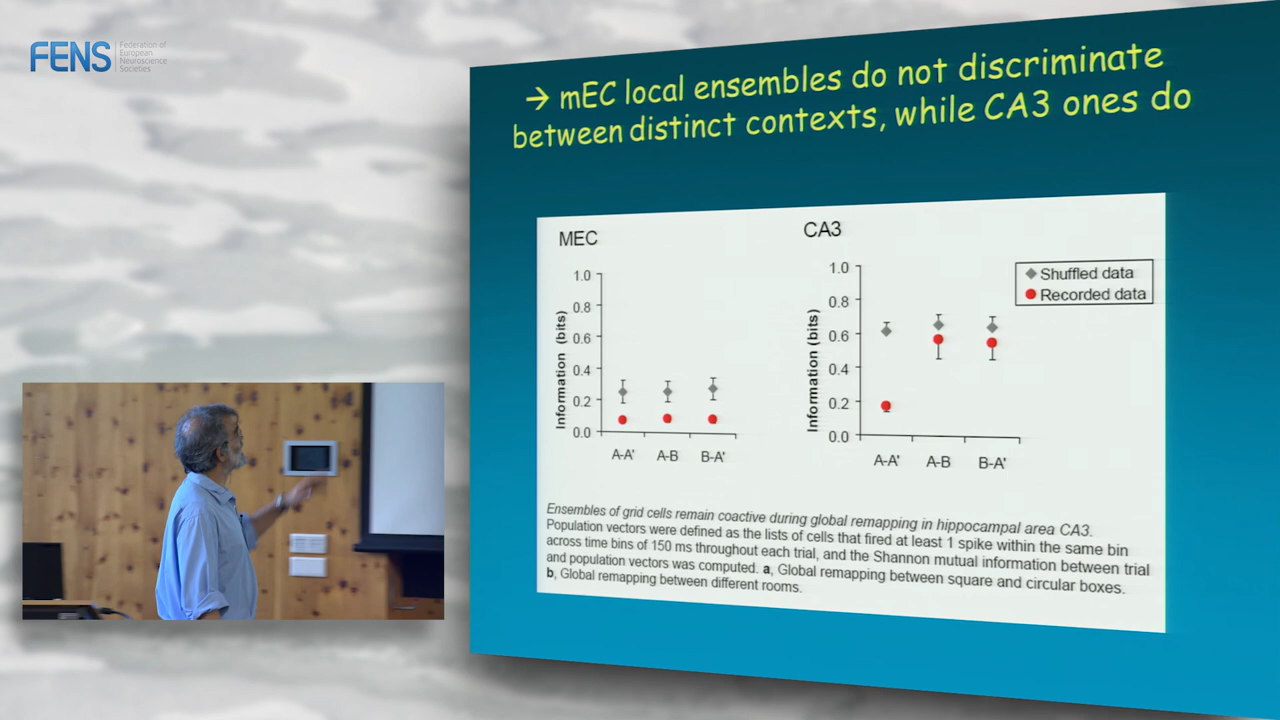 FENS
Federation of
European
Neuroscience
Societies
→ mEC local ensembles do not discriminate
between distinct contexts, while CA3 ones do
MEC
Information (bits)
1.0
0.8
0.6
0.4
0.2
0.0
A-A'
A-B
B-A'
CA3
Information (bits)
1.0
0.8
0.6
0.4
0.2
0.0
A-A'
A-B
B-A'
Shuffled data
Recorded data
Ensembles of grid cells remain coactive during global remapping in hippocampal area CA3.
Population vectors were defined as the lists of cells that fired at least 1 spike within the same bin
across time bins of 150 ms throughout each trial, and the Shannon mutual information between trial
and population vectors was computed. a, Global remapping between square and circular boxes.
b, Global remapping between different rooms.